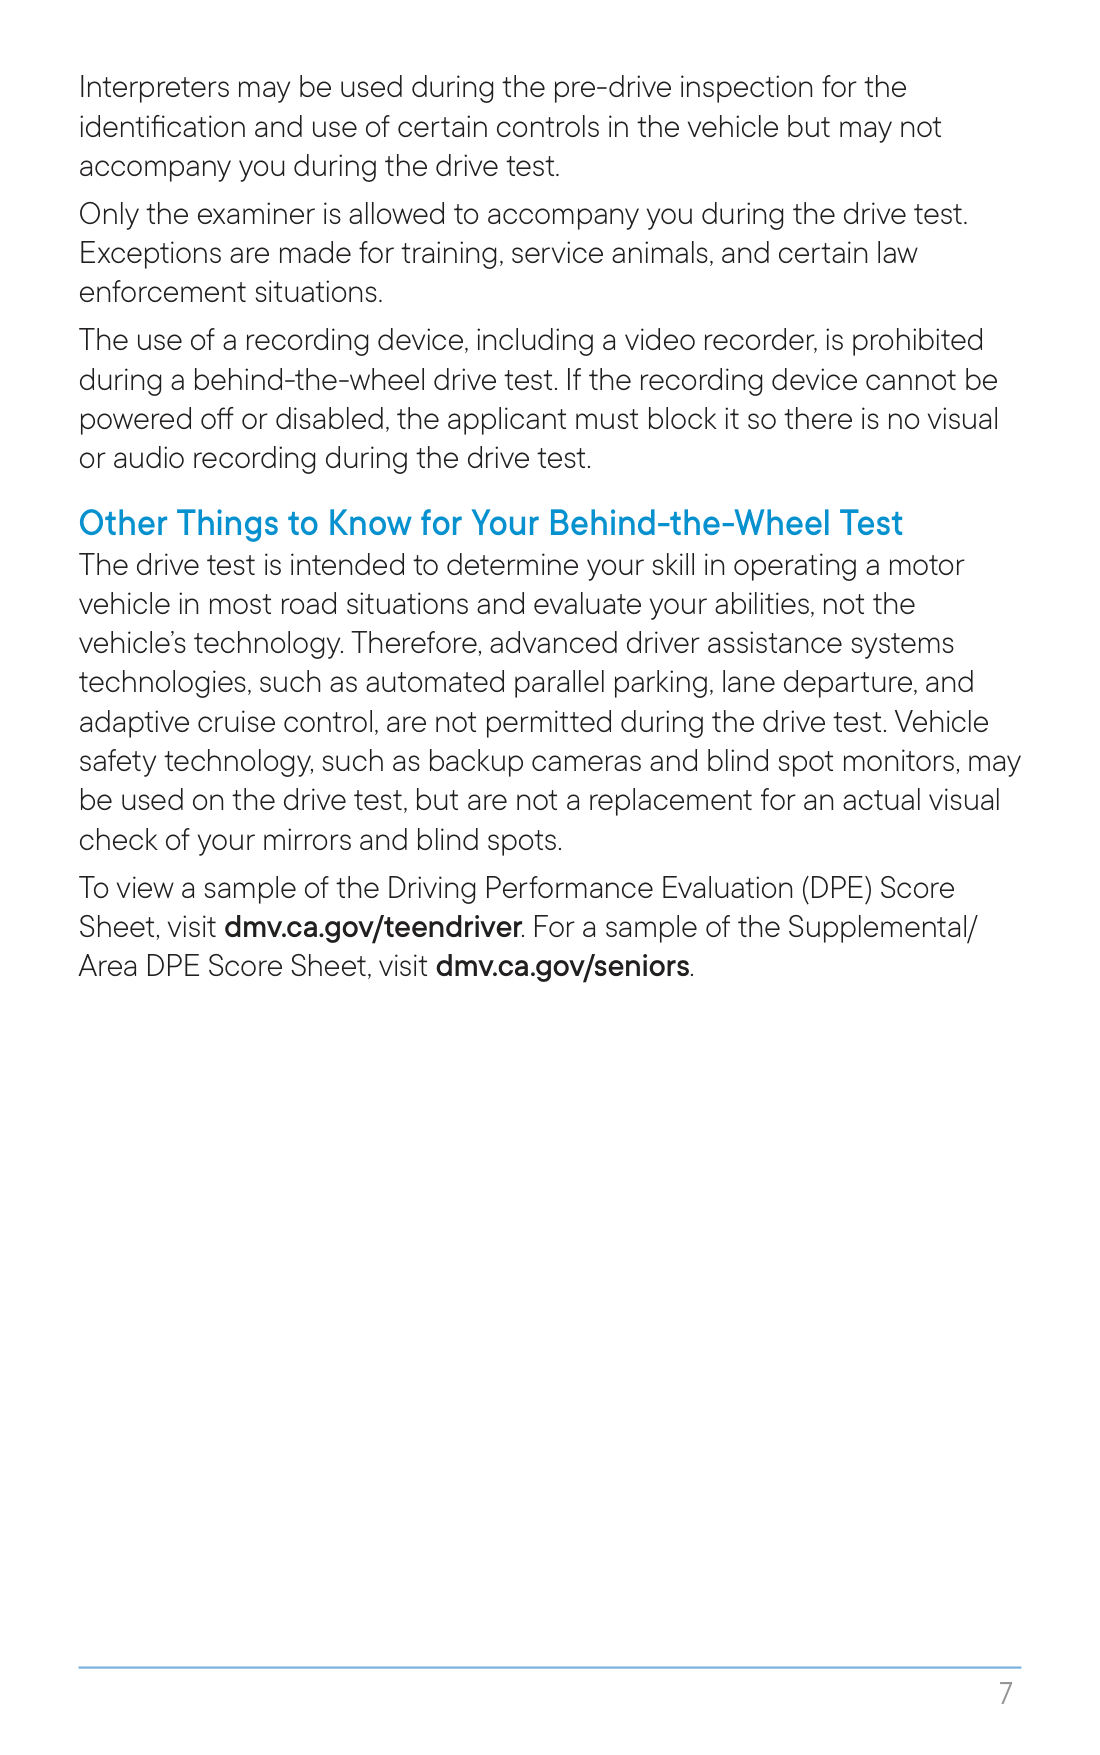 Interpreters may be used during the pre-drive inspection for the
identification and use of certain controls in the vehicle but may not
accompany you during the drive test.
Only the examiner is allowed to accompany you during the drive test.
Exceptions are made for training, service animals, and certain law
enforcement situations.
The use of a recording device, including a video recorder, is prohibited
during a behind-the-wheel drive test. If the recording device cannot be
powered off or disabled, the applicant must block it so there is no visual
or audio recording during the drive test.
Other Things to Know for Your Behind-the-Wheel Test
The drive test is intended to determine your skill in operating a motor
vehicle in most road situations and evaluate your abilities, not the
vehicle’s technology. Therefore, advanced driver assistance systems
technologies, such as automated parallel parking, lane departure, and
adaptive cruise control, are not permitted during the drive test. Vehicle
safety technology, such as backup cameras and blind spot monitors, may
be used on the drive test, but are not a replacement for an actual visual
check of your mirrors and blind spots.
To view a sample of the Driving Performance Evaluation (DPE) Score
Sheet, visit dmv.ca.gov/teendriver. For a sample of the Supplemental/
Area DPE Score Sheet, visit dmv.ca.gov/seniors.
7